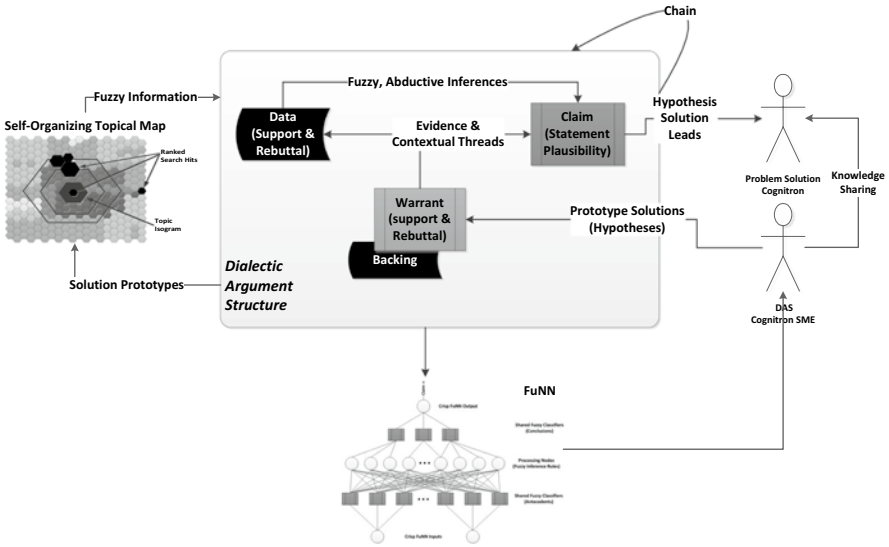 Chain
Fuzzy Information
Fuzzy, Abductive Inferences
Self-Organizing Topical Map
Ranked
Search Hits
Topic
Isogram
Data
(Support &
Rebuttal)
Evidence &
Contextual Threads
Claim
(Statement
Plausibility)
Hypothesis
Solution
Leads
Problem Solution
Cognitron
Knowledge
Sharing
Warrant
(support &
Rebuttal)
Backing
Prototype Solutions
(Hypotheses)
Solution Prototypes
Dialectic
Argument
Structure
DAS
Cognitron SME
FuNN
Crisp FuNN Output
Shared Fuzzy Classifiers
(Conclusions)
Processing Nodes
(Fuzzy Inference Rules)
Shared Fuzzy Classifiers
(Antecedents)
Crisp FuNN Inputs